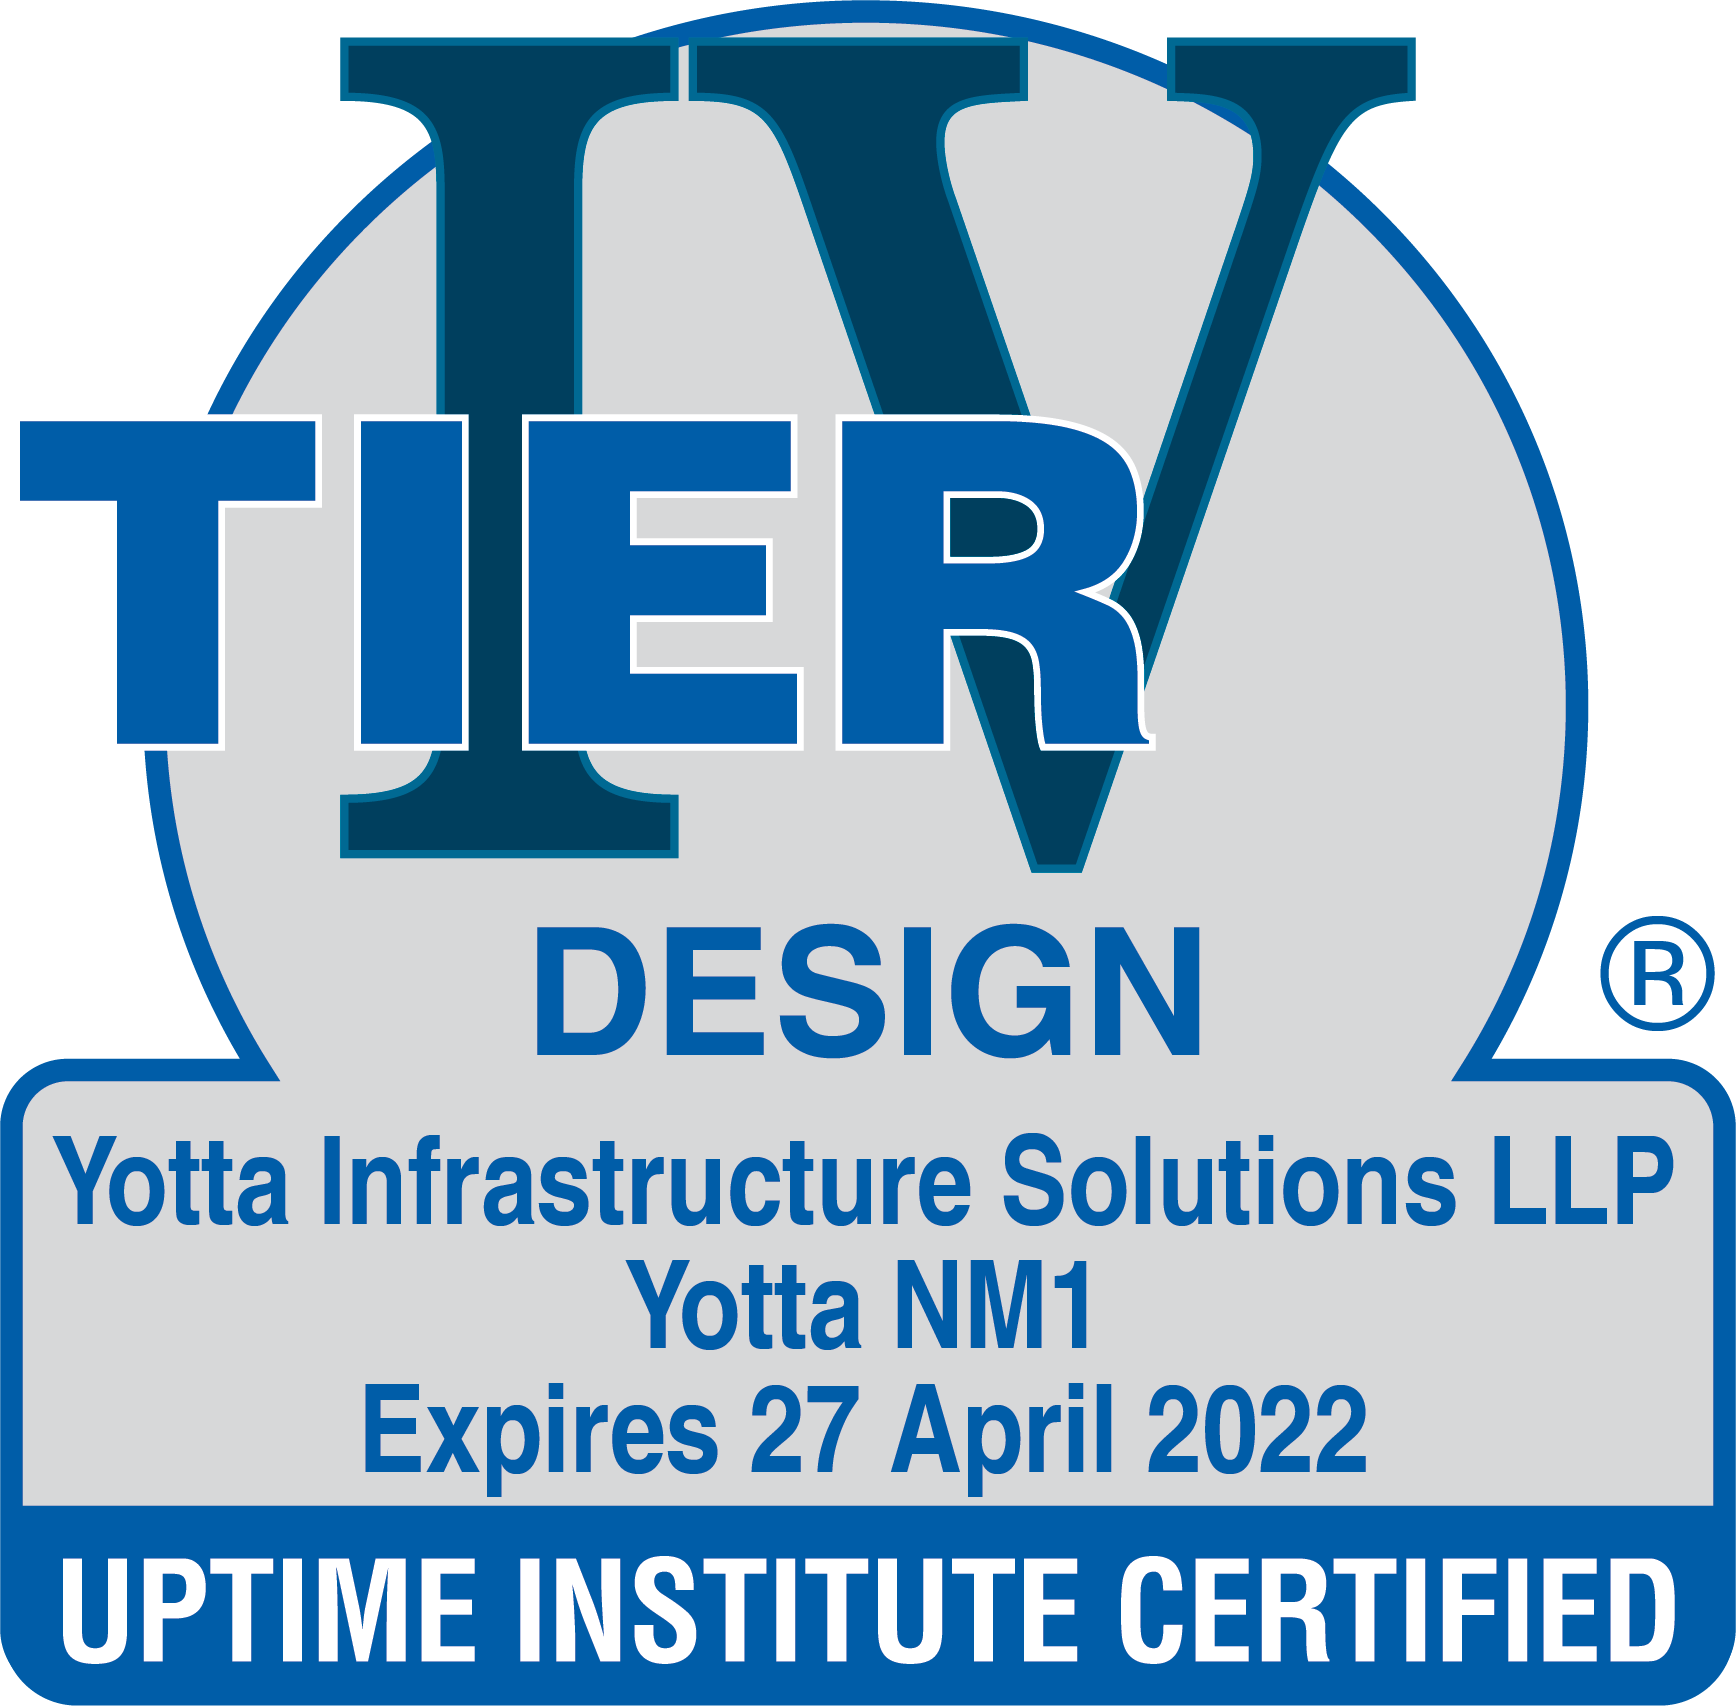 IV
TIER
DESIGN
®
Yotta Infrastructure Solutions LLP
Yotta NM1
Expires 27 April 2022
UPTIME INSTITUTE CERTIFIED